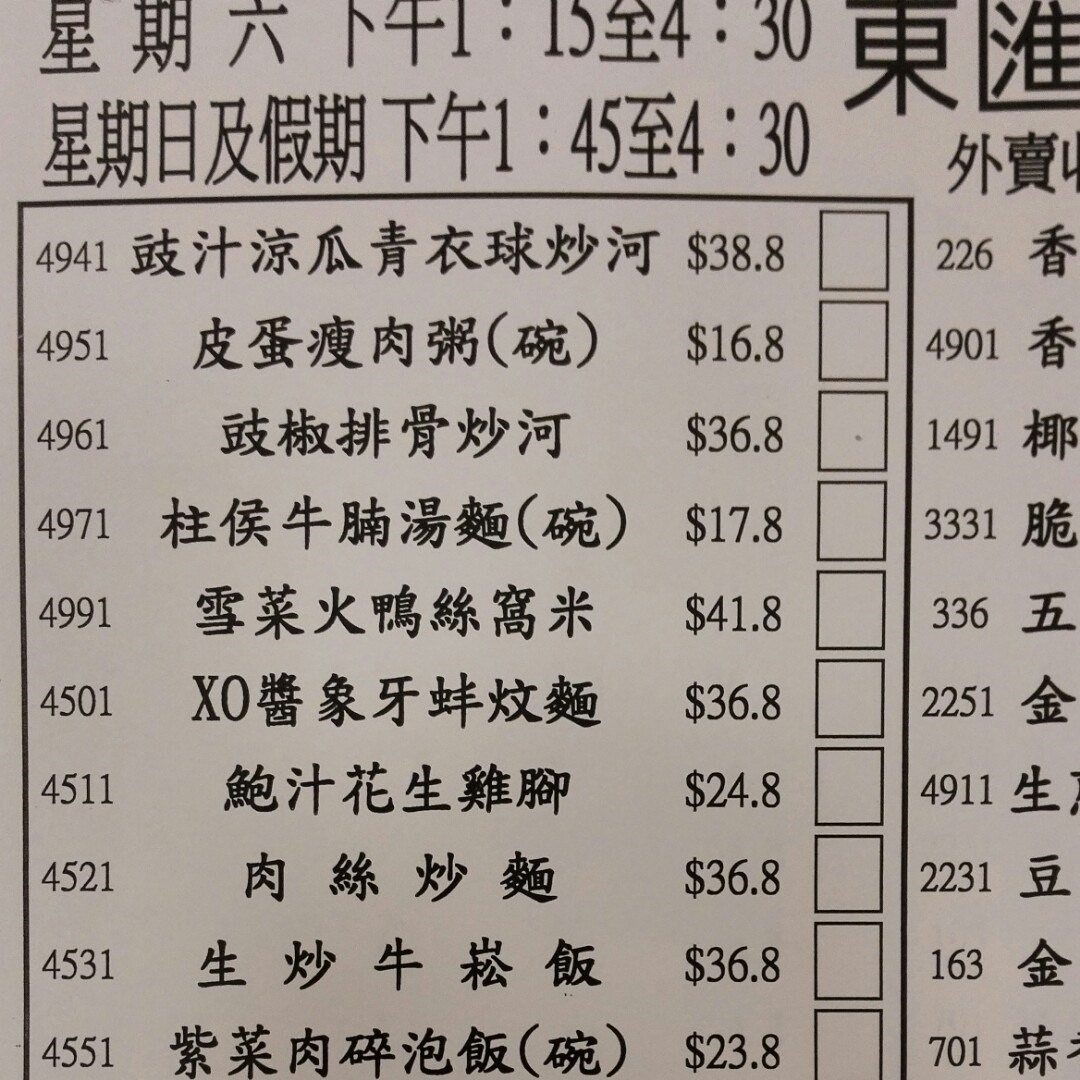 星期六 下午1：15至4：30
星期日及假期 下午1：45至4：30
4941 豉汁涼瓜青衣球炒河 $38.8
4951 皮蛋瘦肉粥(碗) $16.8
4961 豉椒排骨炒河 $36.8
4971 柱侯牛腩湯麵(碗) $17.8
4991 雪菜火鴨絲窩米 $41.8
4501 XO醬象牙蚌炆麵 $36.8
4511 鮑汁花生雞腳 $24.8
4521 肉絲炒麵 $36.8
4531 生炒牛崧飯 $36.8
4551 紫菜肉碎泡飯(碗) $23.8
東匯
外賣
226 香
4901 香
1491 椰
3331 脆
336 五
2251 金
4911 生
2231 豆
163 金
701 蒜